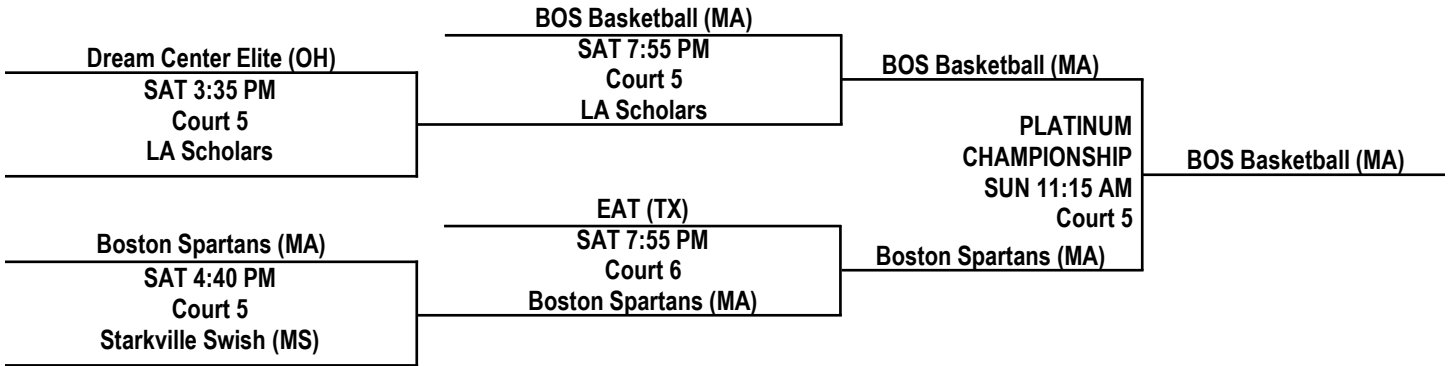 BOS Basketball (MA)
Dream Center Elite (OH)
SAT 7:55 PM
BOS Basketball (MA)
SAT 3:35 PM
Court 5
Court 5
LA Scholars
LA Scholars
PLATINUM
CHAMPIONSHIP
BOS Basketball (MA)
SUN 11:15 AM
Court 5
EAT (TX)
Boston Spartans (MA)
SAT 7:55 PM
Boston Spartans (MA)
SAT 4:40 PM
Court 6
Court 5
Boston Spartans (MA)
Starkville Swish (MS)